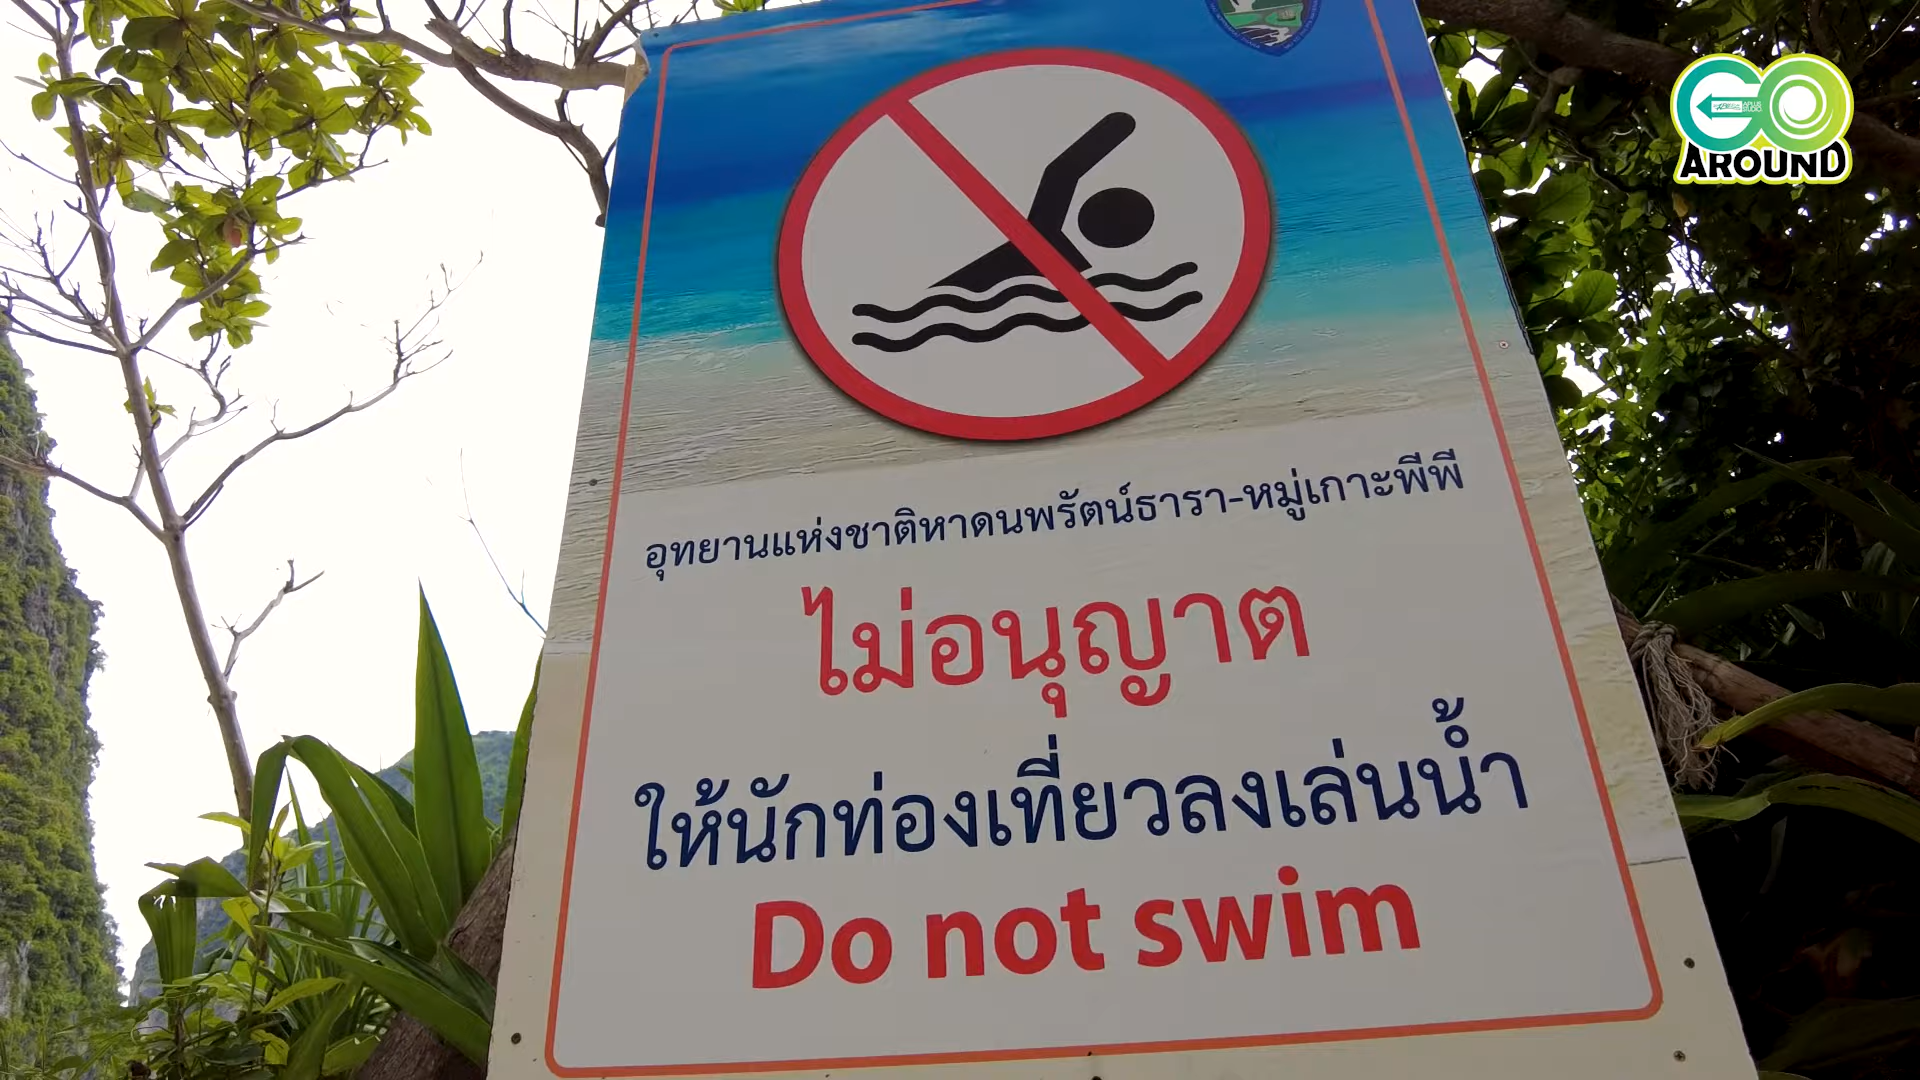 GO
AROUND
อุทยานแห่งชาติหาดนพรัตน์ธารา-หมู่เกาะพีพี
ไม่อนุญาต
ให้นักท่องเที่ยวลงเล่นน้ำ
Do not swim